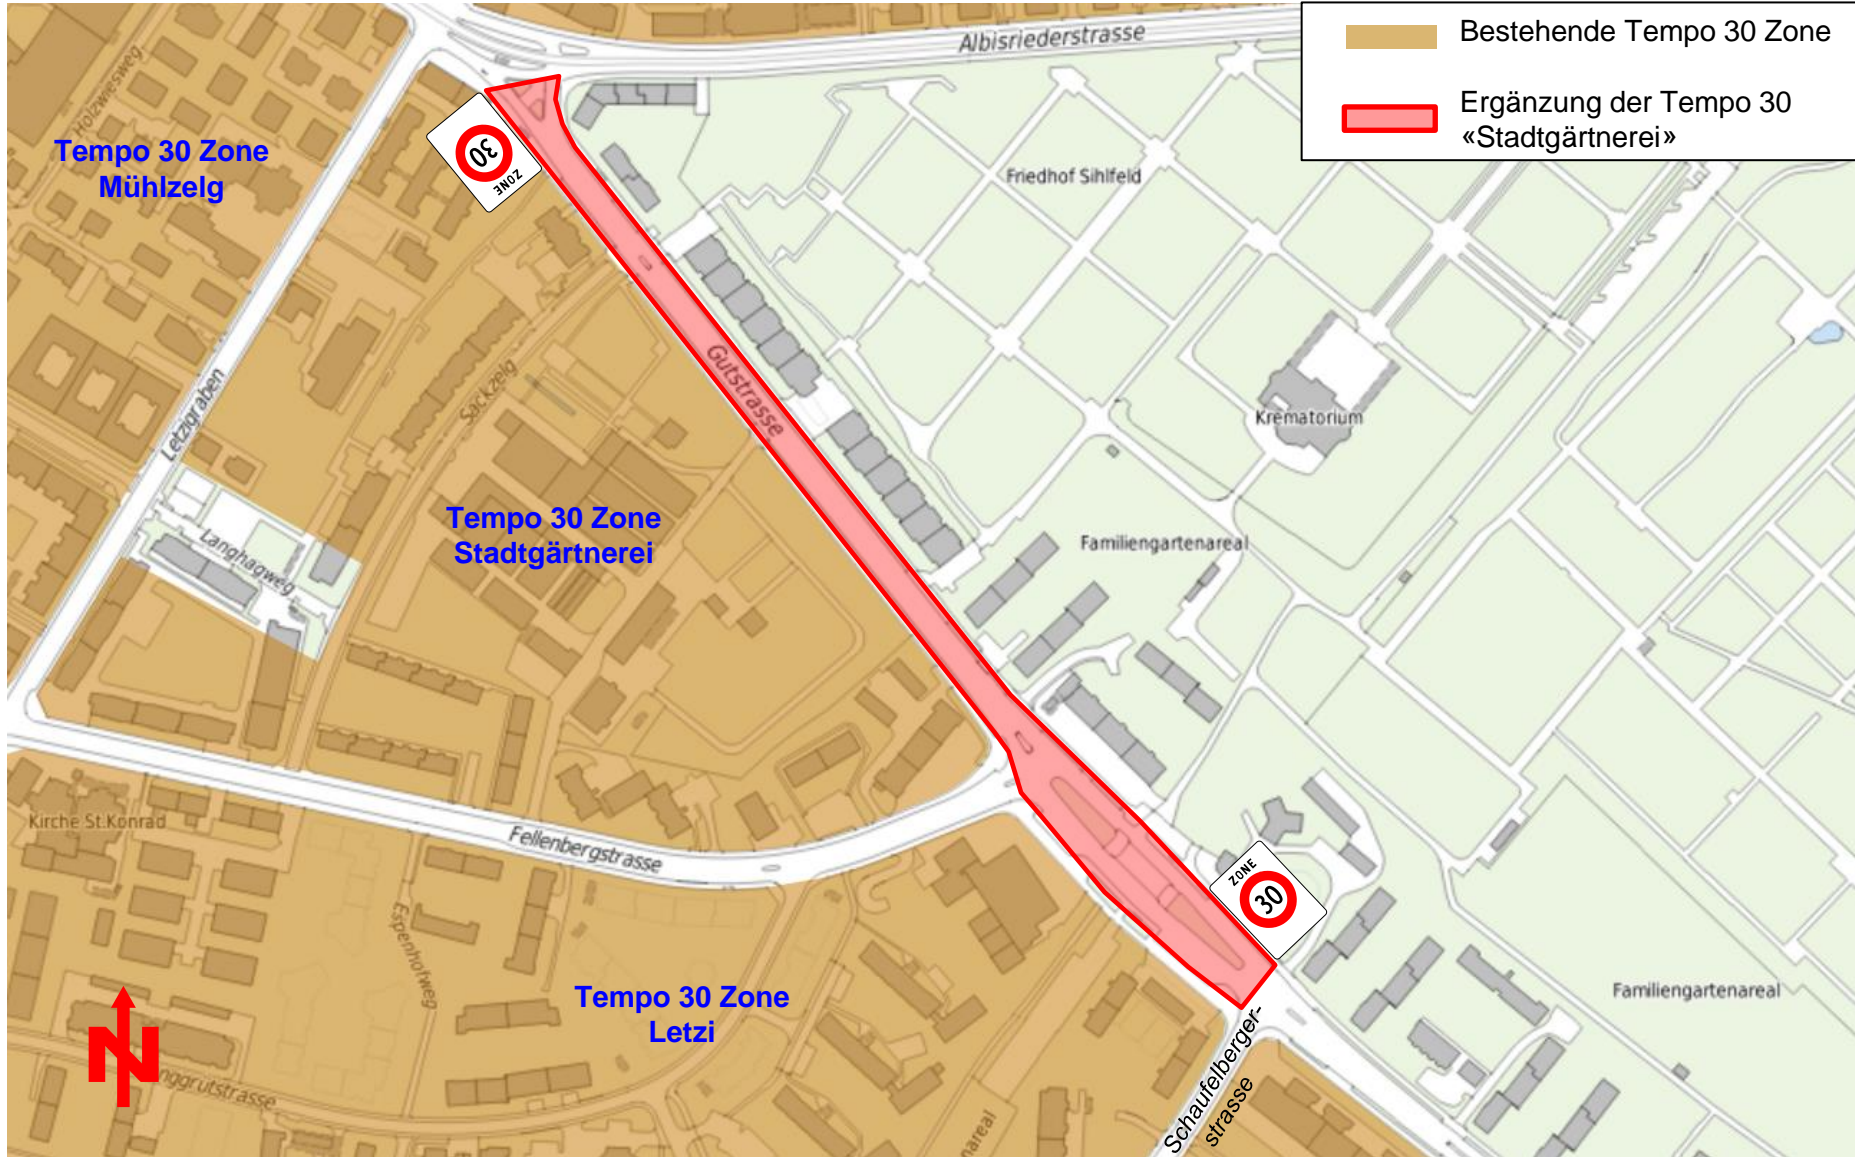 Bestehende Tempo 30 Zone
Ergänzung der Tempo 30
«Stadtgärtnerei»
Albisriederstrasse
Holzwiesweg
Tempo 30 Zone
Mühlzelg
30
ZONE
Friedhof Sihlfeld
Gutstrasse
Letzigraben
Sackzelg
Krematorium
Tempo 30 Zone
Stadtgärtnerei
Langhagweg
Familiengartenareal
Kirche St.Konrad
Fellenbergstrasse
ZONE
30
Espenhofweg
Tempo 30 Zone
Letzi
Familiengartenareal
N
nggrutstrasse
Schaufelberger-
strasse
nareal